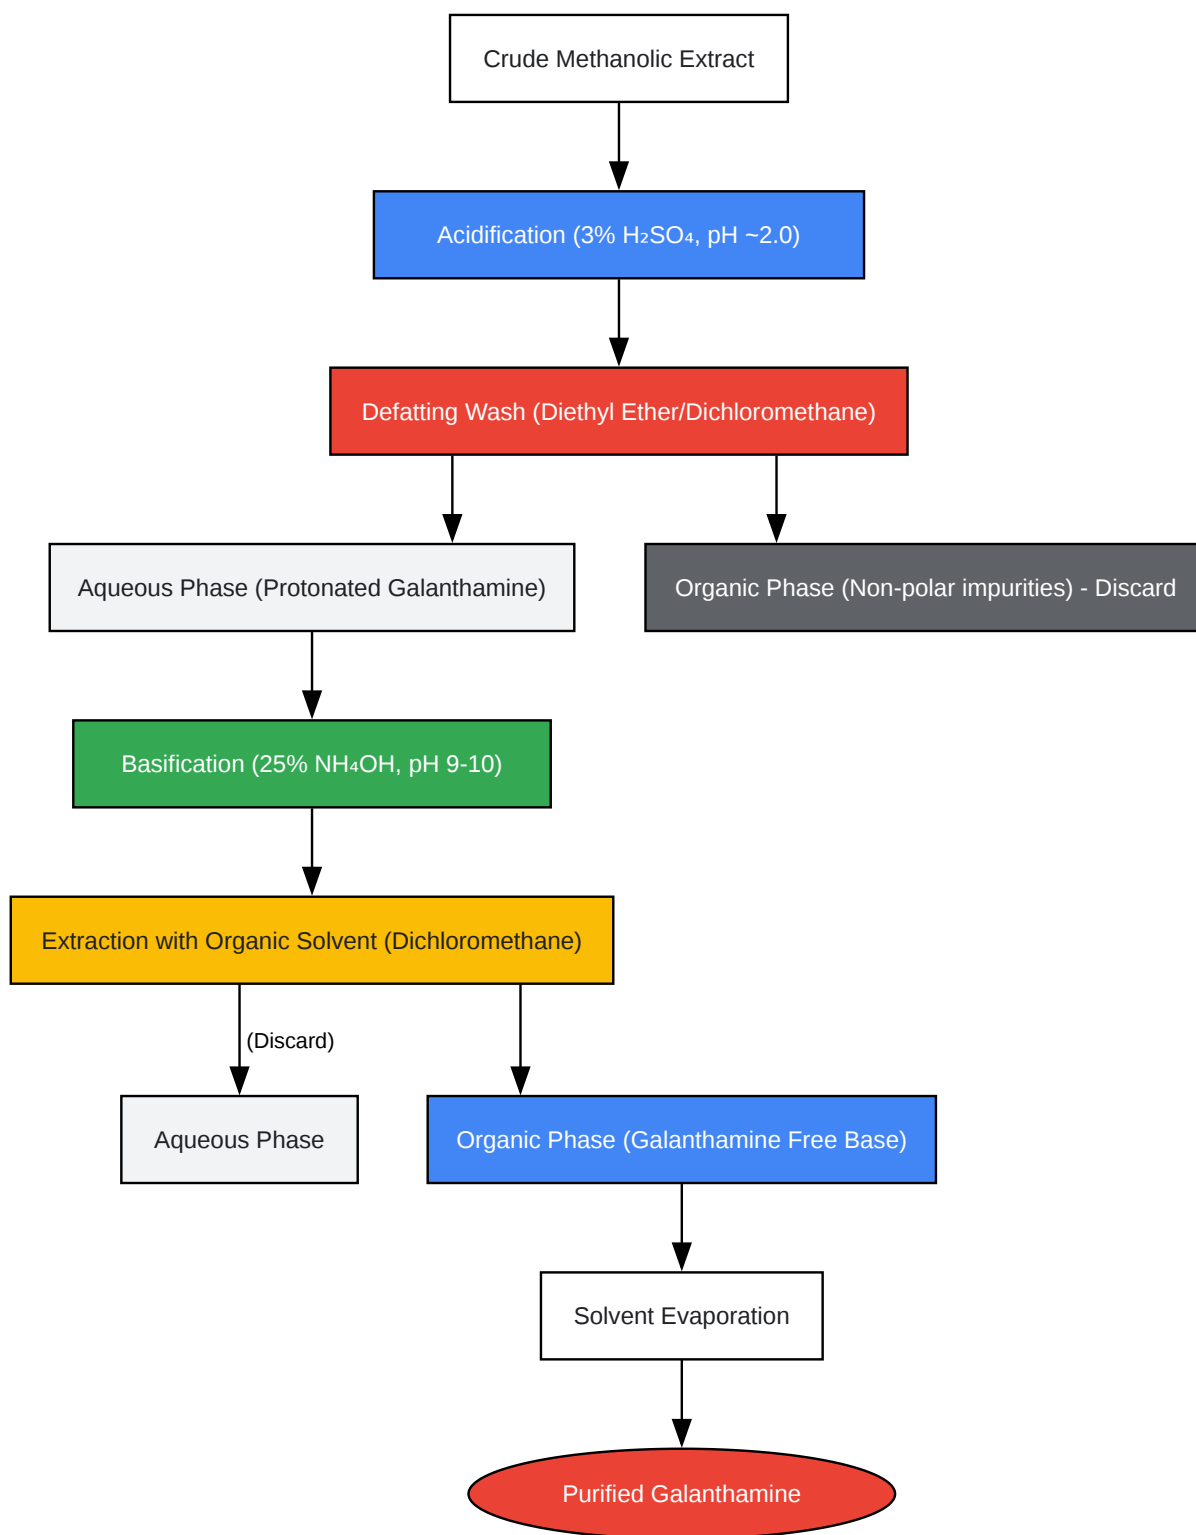 Crude Methanolic Extract
Acidification (3% H₂SO₄, pH ~2.0)
Defatting Wash (Diethyl Ether/Dichloromethane)
Aqueous Phase (Protonated Galanthamine)
Organic Phase (Non-polar impurities) - Discard
Basification (25% NH₄OH, pH 9-10)
Extraction with Organic Solvent (Dichloromethane)
(Discard)
Aqueous Phase
Organic Phase (Galanthamine Free Base)
Solvent Evaporation
Purified Galanthamine